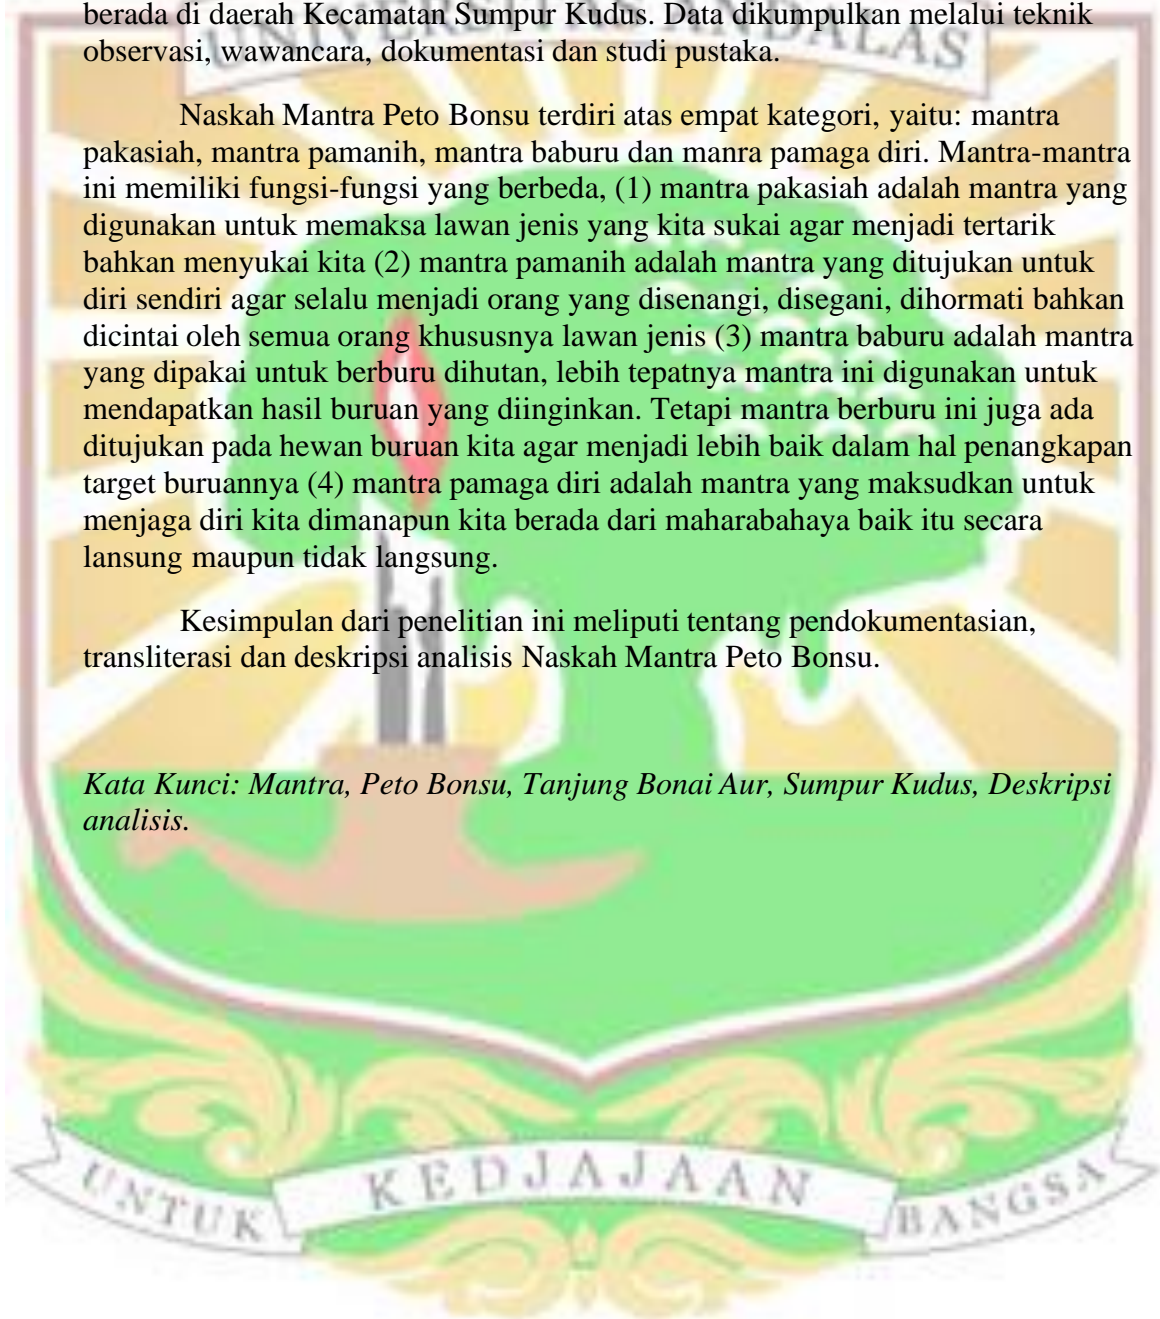 berada di daerah Kecamatan Sumpur Kudus. Data dikumpulkan melalui teknik
UNIVERSITAS ANDALAS
observasi, wawancara, dokumentasi dan studi pustaka.
Naskah Mantra Peto Bonsu terdiri atas empat kategori, yaitu: mantra
pakasiah, mantra pamanih, mantra baburu dan manra pamaga diri. Mantra-mantra
ini memiliki fungsi-fungsi yang berbeda, (1) mantra pakasiah adalah mantra yang
digunakan untuk memaksa lawan jenis yang kita sukai agar menjadi tertarik
bahkan menyukai kita (2) mantra pamanih adalah mantra yang ditujukan untuk
diri sendiri agar selalu menjadi orang yang disenangi, disegani, dihormati bahkan
dicintai oleh semua orang khususnya lawan jenis (3) mantra baburu adalah mantra
yang dipakai untuk berburu dihutan, lebih tepatnya mantra ini digunakan untuk
mendapatkan hasil buruan yang diinginkan. Tetapi mantra berburu ini juga ada
ditujukan pada hewan buruan kita agar menjadi lebih baik dalam hal penangkapan
target buruannya (4) mantra pamaga diri adalah mantra yang maksudkan untuk
menjaga diri kita dimanapun kita berada dari maharabahaya baik itu secara
lansung maupun tidak langsung.
Kesimpulan dari penelitian ini meliputi tentang pendokumentasian,
transliterasi dan deskripsi analisis Naskah Mantra Peto Bonsu.
Kata Kunci: Mantra, Peto Bonsu, Tanjung Bonai Aur, Sumpur Kudus, Deskripsi
analisis.
UNTUK KEDJAJAAN BANGSA